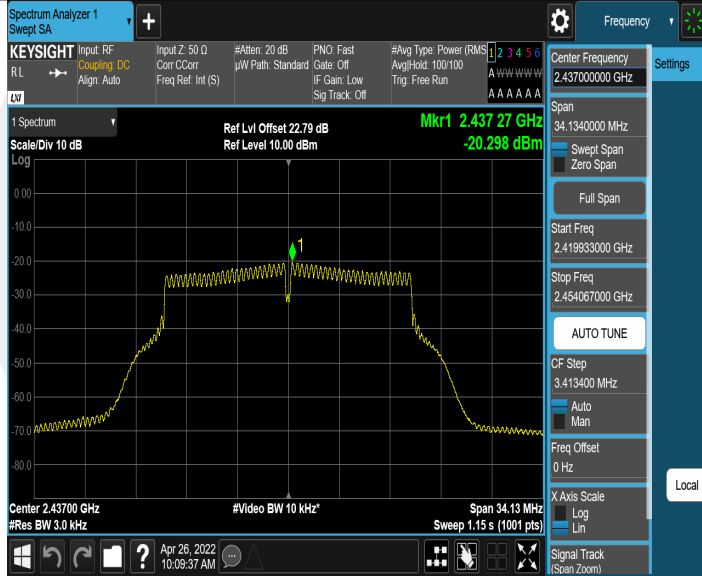 Spectrum Analyzer 1
Swept SA
Frequency
KEYSIGHT
RL
LXI
Input: RF
Coupling: DC
Align: Auto
Input Z: 50 Ω
Corr CCorr
Freq Ref: Int (S)
#Atten: 20 dB
µW Path: Standard
PNO: Fast
Gate: Off
IF Gain: Low
Sig Track: Off
#Avg Type: Power (RMS
Avg|Hold: 100/100
Trig: Free Run
1 2 3 4 5 6
A W W W W W
A A A A A A
Settings
Center Frequency
2.437000000 GHz
Span
34.1340000 MHz
Swept Span
Zero Span
Full Span
Start Freq
2.419933000 GHz
Stop Freq
2.454067000 GHz
AUTO TUNE
CF Step
3.413400 MHz
Auto
Man
Freq Offset
0 Hz
X Axis Scale
Log
Lin
Signal Track
(Span Zoom)
Local
1 Spectrum
Scale/Div 10 dB
Log
Ref Lvl Offset 22.79 dB
Ref Level 10.00 dBm
Mkr1 2.437 27 GHz
-20.298 dBm
0.00
-10.0
-20.0
-30.0
-40.0
-50.0
-60.0
-70.0
-80.0
1
Center 2.43700 GHz
#Res BW 3.0 kHz
#Video BW 10 kHz*
Span 34.13 MHz
Sweep 1.15 s (1001 pts)
?
Apr 26, 2022
10:09:37 AM